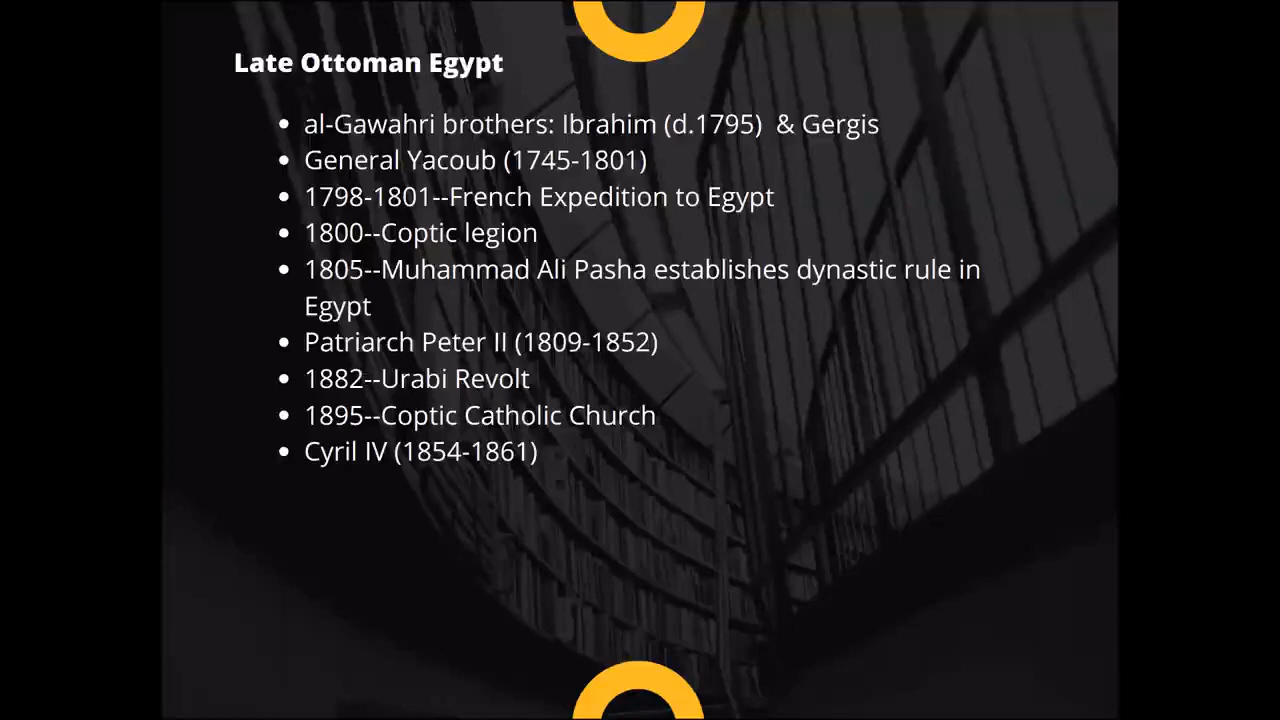 Late Ottoman Egypt
• al-Gawahri brothers: Ibrahim (d.1795)  & Gergis
• General Yacoub (1745-1801)
• 1798-1801--French Expedition to Egypt
• 1800--Coptic legion
• 1805--Muhammad Ali Pasha establishes dynastic rule in
Egypt
• Patriarch Peter II (1809-1852)
• 1882--Urabi Revolt
• 1895--Coptic Catholic Church
• Cyril IV (1854-1861)